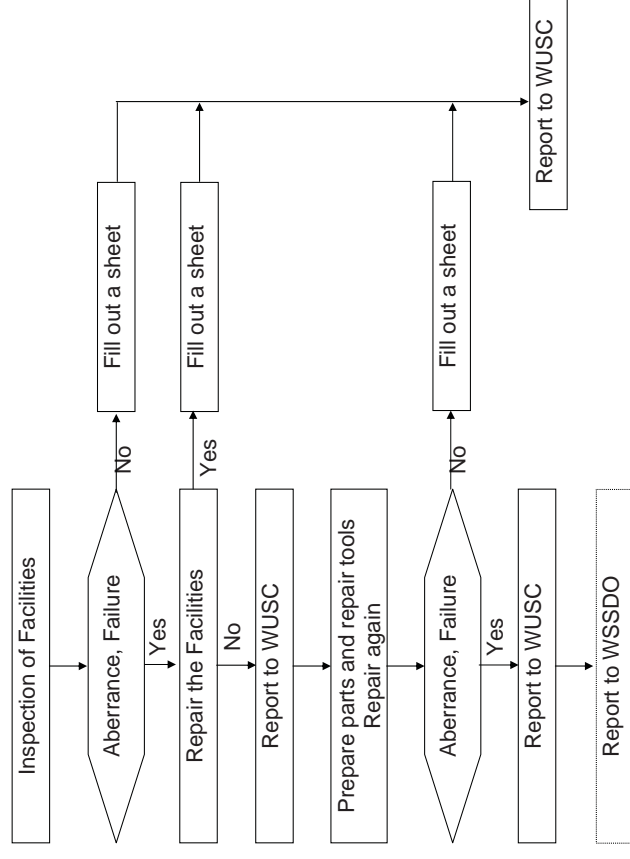 Inspection of Facilities
Aberrance, Failure
No
Fill out a sheet
Yes
Repair the Facilities
Yes
Fill out a sheet
No
Report to WUSC
Prepare parts and repair tools
Repair again
Aberrance, Failure
No
Fill out a sheet
Yes
Report to WUSC
Report to WUSC
Report to WSSDO